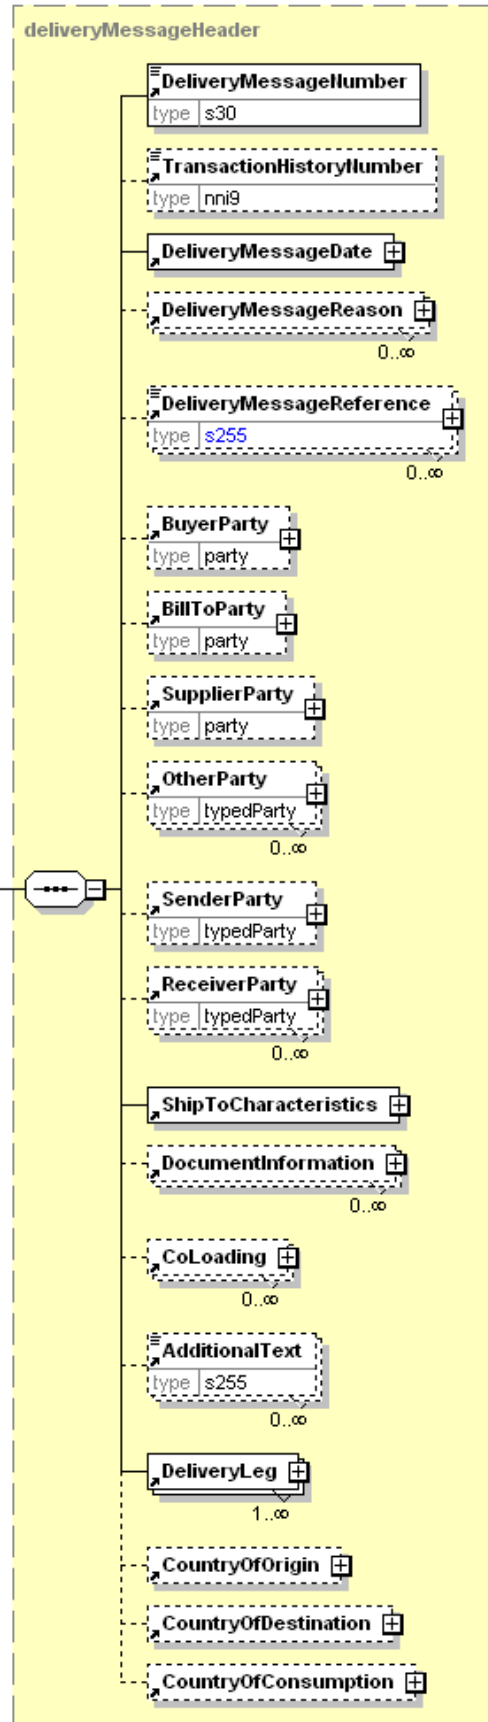 deliveryMessageHeader
DeliveryMessageNumber
type s30
TransactionHistoryNumber
type nni9
DeliveryMessageDate
DeliveryMessageReason
0..∞
DeliveryMessageReference
type s255
0..∞
BuyerParty
type party
BillToParty
type party
SupplierParty
type party
OtherParty
type typedParty
0..∞
SenderParty
type typedParty
ReceiverParty
type typedParty
0..∞
ShipToCharacteristics
DocumentInformation
0..∞
CoLoading
0..∞
AdditionalText
type s255
0..∞
DeliveryLeg
1..∞
CountryOfOrigin
CountryOfDestination
CountryOfConsumption